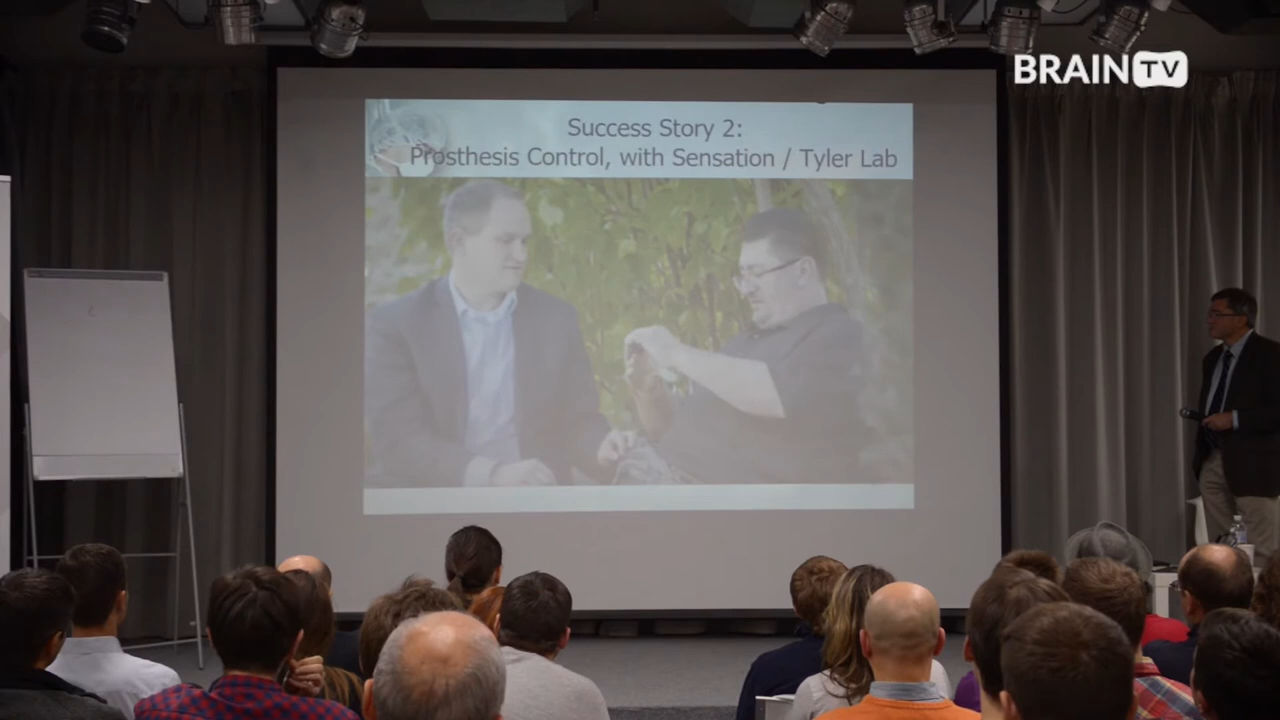 BRAIN TV
Success Story 2:
Prosthesis Control, with Sensation / Tyler Lab